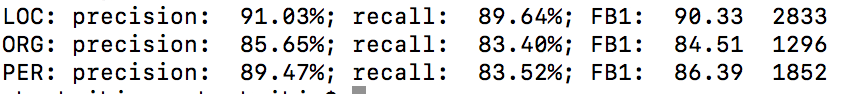 LOC: precision:  91.03%; recall:  89.64%; FB1:  90.33  2833
ORG: precision:  85.65%; recall:  83.40%; FB1:  84.51  1296
PER: precision:  89.47%; recall:  83.52%; FB1:  86.39  1852